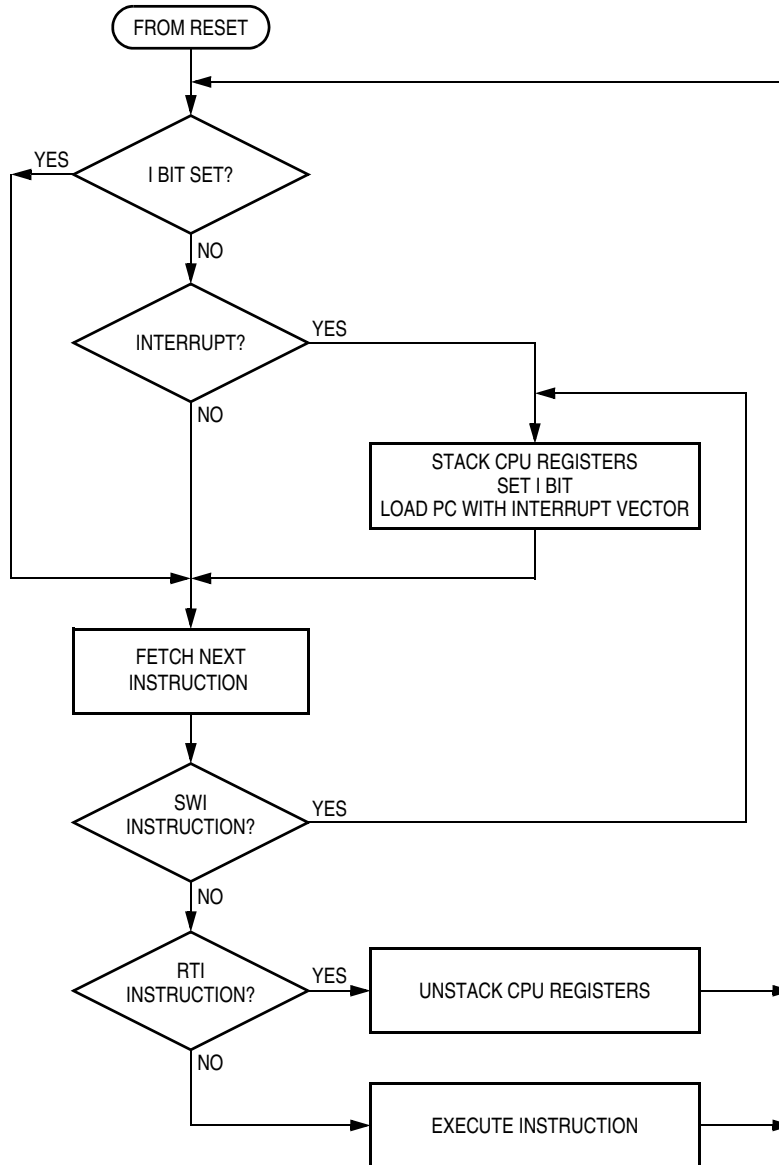 FROM RESET
YES
I BIT SET?
NO
INTERRUPT?
YES
NO
STACK CPU REGISTERS
SET I BIT
LOAD PC WITH INTERRUPT VECTOR
FETCH NEXT
INSTRUCTION
SWI
INSTRUCTION?
YES
NO
RTI
INSTRUCTION?
YES
UNSTACK CPU REGISTERS
NO
EXECUTE INSTRUCTION